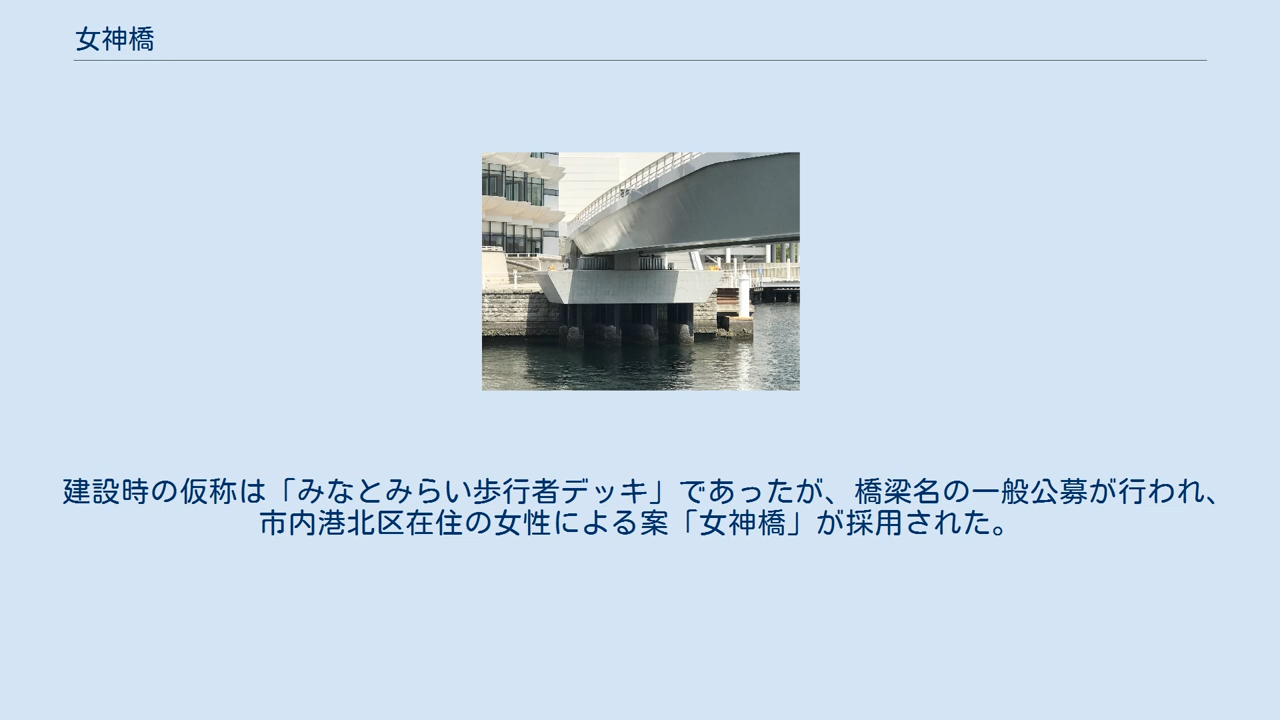 女神橋
建設時の仮称は「みなとみらい歩行者デッキ」であったが、橋梁名の一般公募が行われ、
市内港北区在住の女性による案「女神橋」が採用された。